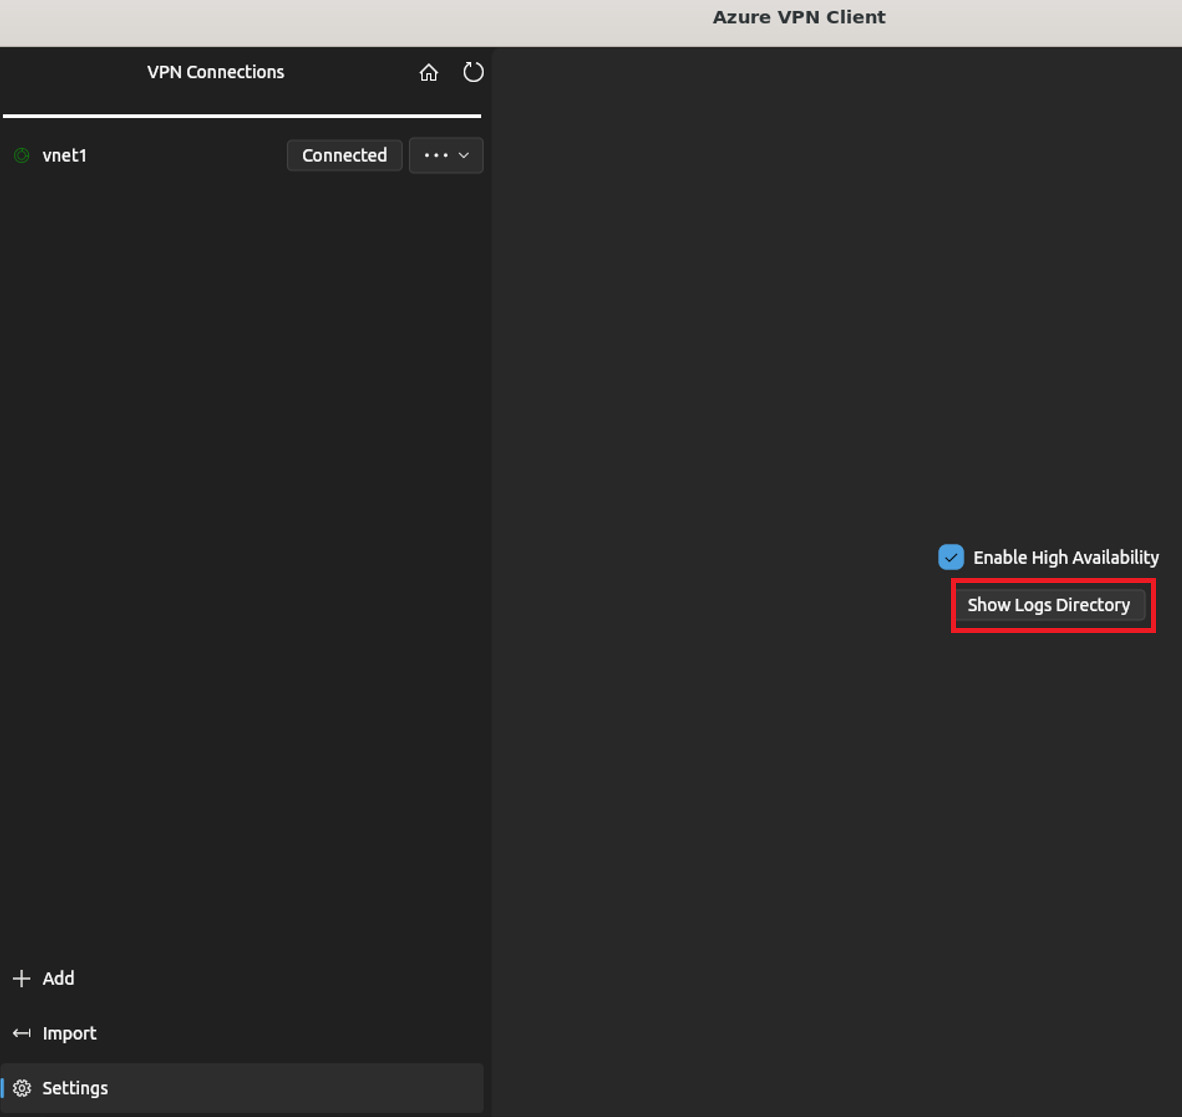 Azure VPN Client
VPN Connections
vnet1
Connected
Enable High Availability
Show Logs Directory
Add
Import
Settings